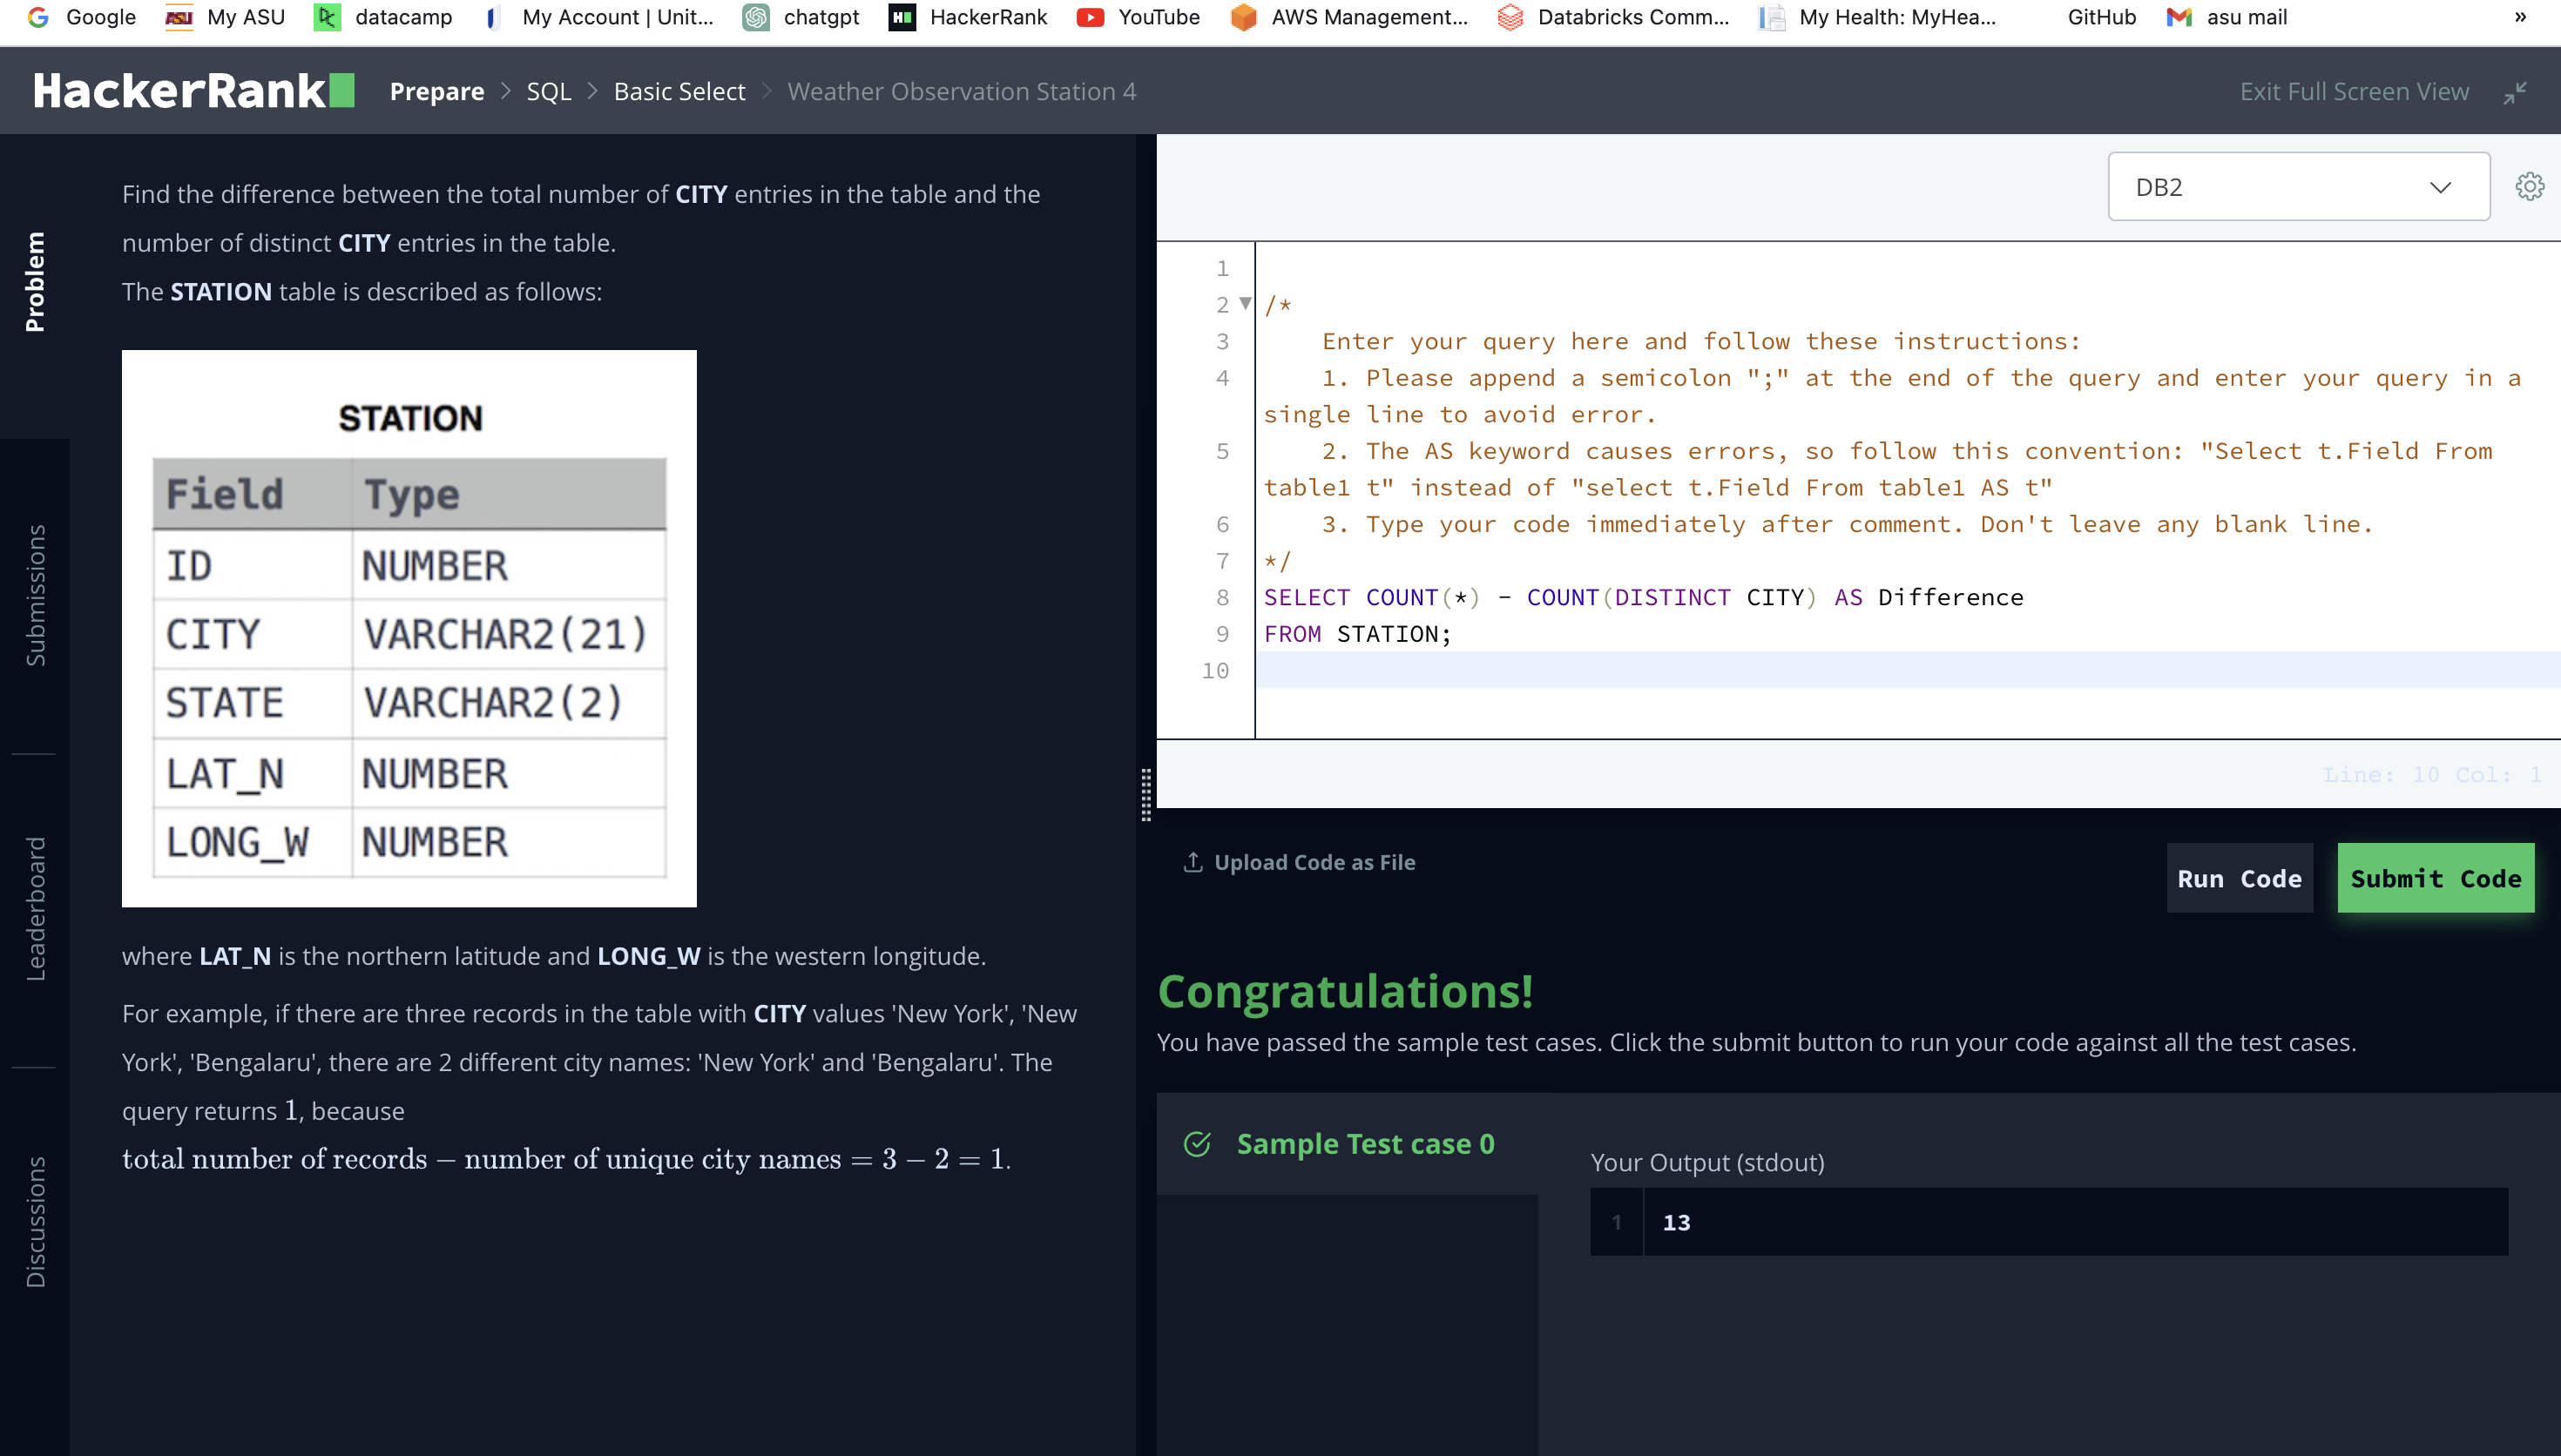 Google My ASU datacamp My Account | Unit... chatgpt HackerRank YouTube AWS Management... Databricks Comm... My Health: MyHea... GitHub asu mail »
HackerRank Prepare > SQL > Basic Select > Weather Observation Station 4 Exit Full Screen View
Problem
Submissions
Leaderboard
Discussions
Find the difference between the total number of CITY entries in the table and the
number of distinct CITY entries in the table.
The STATION table is described as follows:
STATION
Field Type
ID NUMBER
CITY VARCHAR2(21)
STATE VARCHAR2(2)
LAT_N NUMBER
LONG_W NUMBER
where LAT_N is the northern latitude and LONG_W is the western longitude.
For example, if there are three records in the table with CITY values 'New York', 'New
York', 'Bengalaru', there are 2 different city names: 'New York' and 'Bengalaru'. The
query returns 1, because
total number of records − number of unique city names = 3 − 2 = 1.
DB2
1
2 /*
3 Enter your query here and follow these instructions:
4 1. Please append a semicolon ";" at the end of the query and enter your query in a
single line to avoid error.
5 2. The AS keyword causes errors, so follow this convention: "Select t.Field From
table1 t" instead of "select t.Field From table1 AS t"
6 3. Type your code immediately after comment. Don't leave any blank line.
7 */
8 SELECT COUNT(*) - COUNT(DISTINCT CITY) AS Difference
9 FROM STATION;
10
Line: 10 Col: 1
Upload Code as File
Run Code Submit Code
Congratulations!
You have passed the sample test cases. Click the submit button to run your code against all the test cases.
Sample Test case 0
Your Output (stdout)
1 13